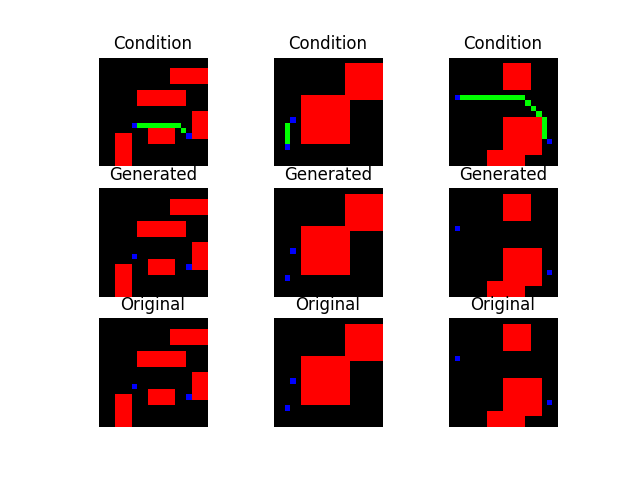 Condition Condition Condition
Generated Generated Generated
Original Original Original